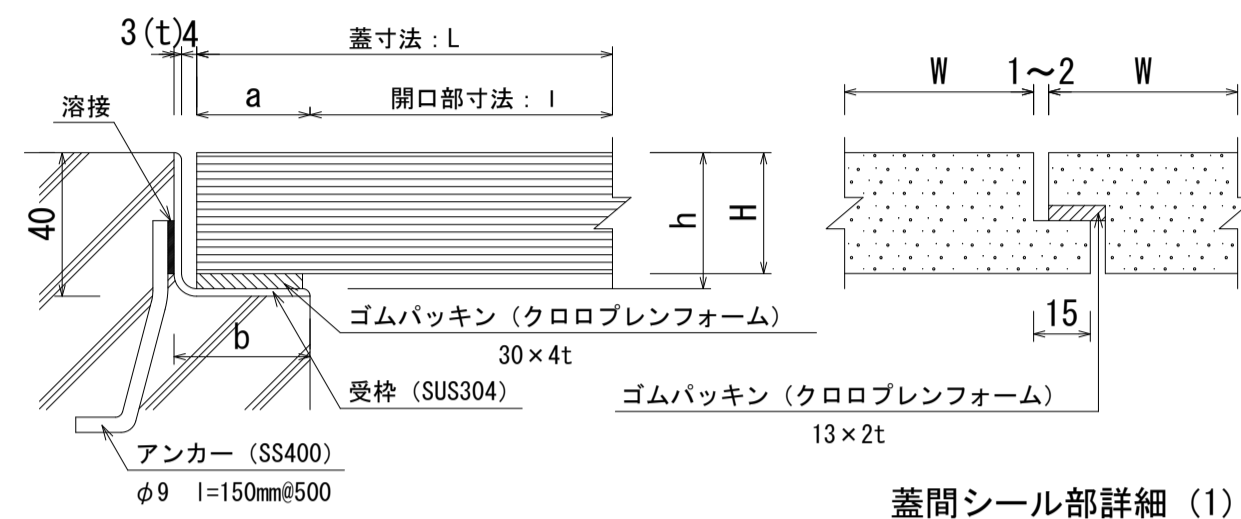 3(t)
4
蓋寸法：L
a
開口部寸法：l
溶接
40
h
H
b
ゴムパッキン（クロロプレンフォーム）
30×4t
受枠（SUS304）
アンカー（SS400）
φ9 l=150mm@500
W
1～2
W
15
ゴムパッキン（クロロプレンフォーム）
13×2t
蓋間シール部詳細（1）